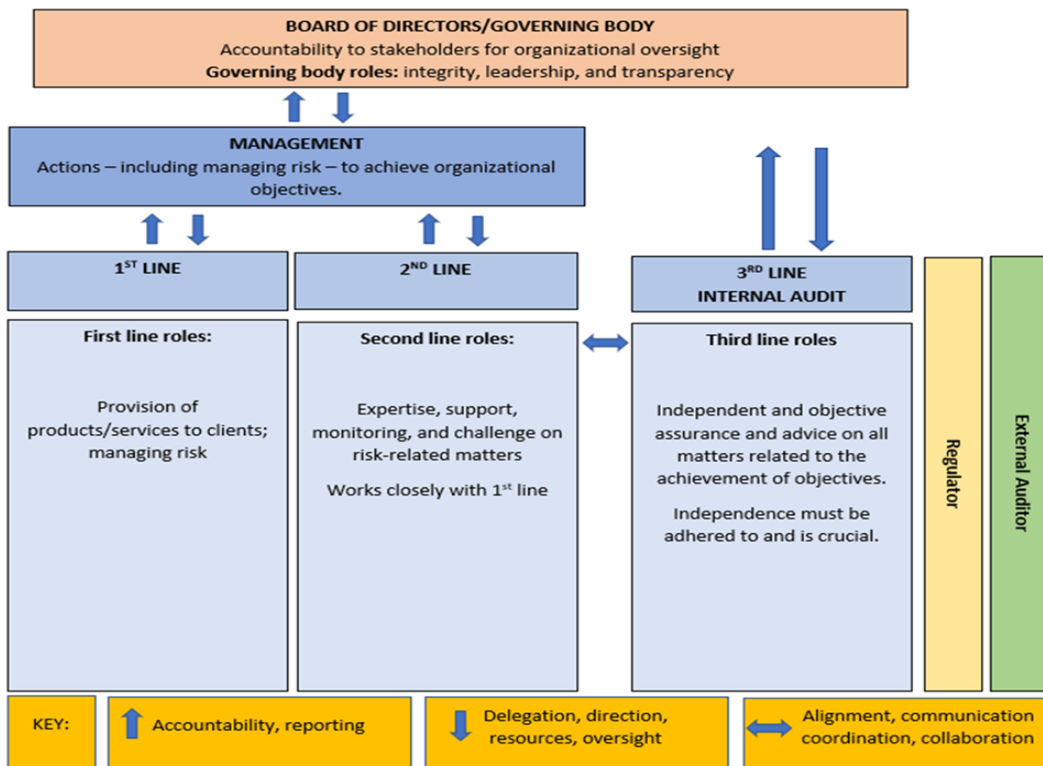 BOARD OF DIRECTORS/GOVERNING BODY
Accountability to stakeholders for organizational oversight
Governing body roles: integrity, leadership, and transparency
MANAGEMENT
Actions – including managing risk – to achieve organizational
objectives.
1ST LINE
2ND LINE
3RD LINE
INTERNAL AUDIT
First line roles:
Provision of
products/services to clients;
managing risk
Second line roles:
Expertise, support,
monitoring, and challenge on
risk-related matters
Works closely with 1st line
Third line roles
Independent and objective
assurance and advice on all
matters related to the
achievement of objectives.
Independence must be
adhered to and is crucial.
Regulator
External Auditor
KEY:
Accountability, reporting
Delegation, direction,
resources, oversight
Alignment, communication
coordination, collaboration